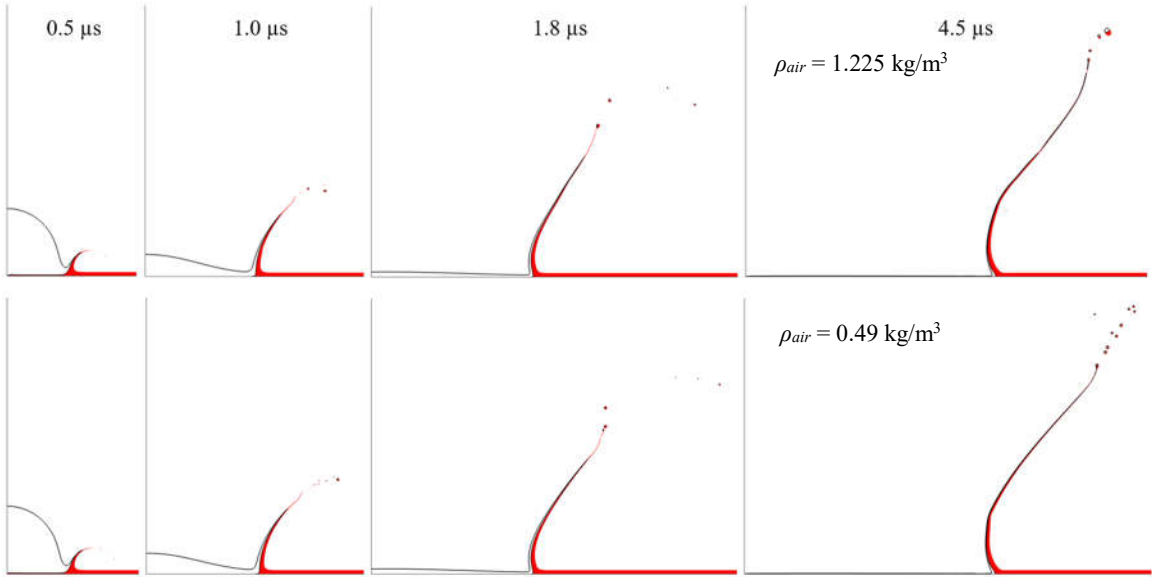 0.5 µs
1.0 µs
1.8 µs
4.5 µs
ρair = 1.225 kg/m³
ρair = 0.49 kg/m³